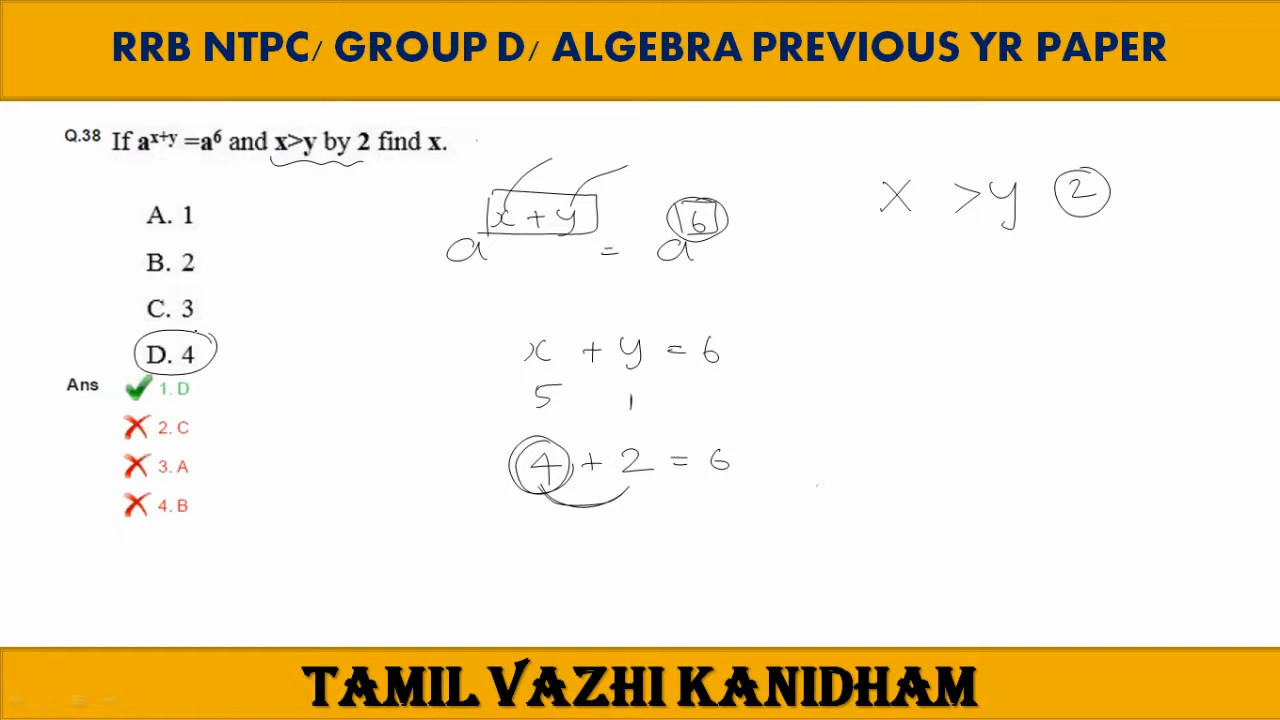 RRB NTPC/ GROUP D/ ALGEBRA PREVIOUS YR PAPER
Q.38 If a^x+y =a^6 and x>y by 2 find x.
A. 1
B. 2
C. 3
D. 4
Ans 1. D
2. C
3. A
4. B
a^x+y = a^6
x + y = 6
5 1
4 + 2 = 6
x > y 2
TAMIL VAZHI KANIDHAM